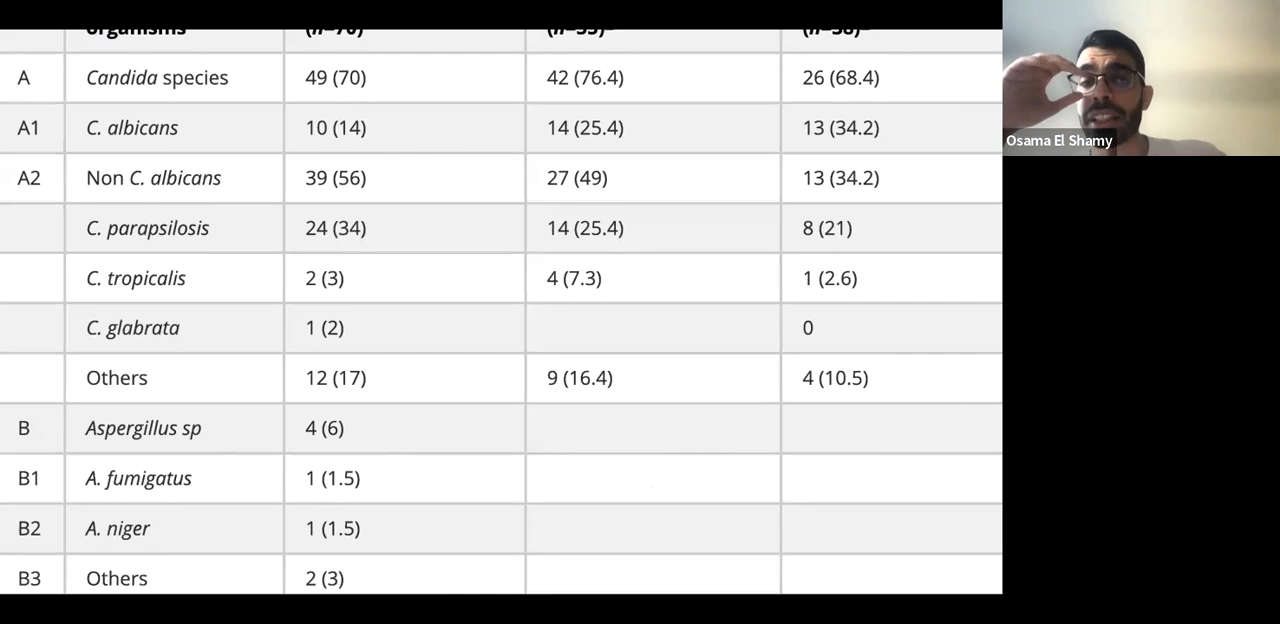 organisms (n=70) (n=55) (n=38)
A Candida species 49 (70) 42 (76.4) 26 (68.4)
A1 C. albicans 10 (14) 14 (25.4) 13 (34.2)
A2 Non C. albicans 39 (56) 27 (49) 13 (34.2)
C. parapsilosis 24 (34) 14 (25.4) 8 (21)
C. tropicalis 2 (3) 4 (7.3) 1 (2.6)
C. glabrata 1 (2) 0
Others 12 (17) 9 (16.4) 4 (10.5)
B Aspergillus sp 4 (6)
B1 A. fumigatus 1 (1.5)
B2 A. niger 1 (1.5)
B3 Others 2 (3)
Osama El Shamy